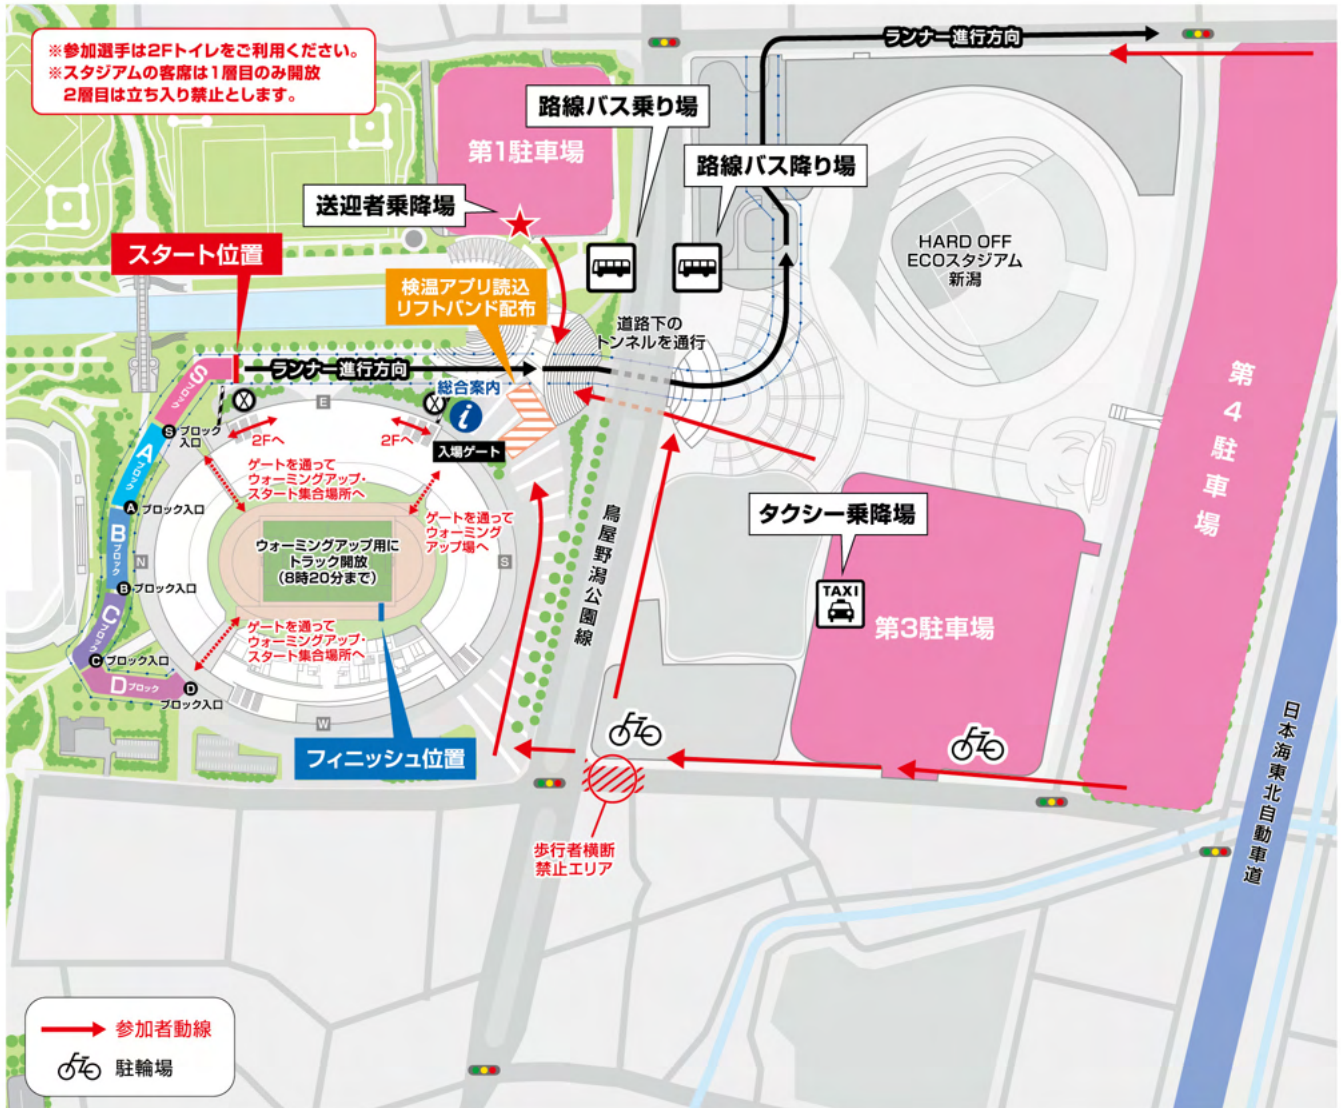 ※参加選手は2Fトイレをご利用ください。
※スタジアムの客席は1層目のみ開放
2層目は立ち入り禁止とします。
ランナー進行方向
路線バス乗り場
第1駐車場
路線バス降り場
送迎者乗降場
スタート位置
HARD OFF
ECOスタジアム
新潟
検温アプリ読込
リフトバンド配布
道路下の
トンネルを通行
ランナー進行方向
総合案内
i
入場ゲート
第4駐車場
Sブロック
S ブロック
入口
E
2Fへ
2Fへ
Aブロック
ゲートを通って
ウォーミングアップ・
スタート集合場所へ
A ブロック入口
ゲートを通って
ウォーミング
アップ場へ
タクシー乗降場
鳥屋野潟公園線
Bブロック
N
ウォーミングアップ用に
トラック開放
(8時20分まで)
S
B ブロック入口
TAXI
第3駐車場
Cブロック
ゲートを通って
ウォーミングアップ・
スタート集合場所へ
C ブロック入口
Dブロック
D
ブロック入口
W
フィニッシュ位置
日本海東北自動車道
歩行者横断
禁止エリア
参加者動線
駐輪場